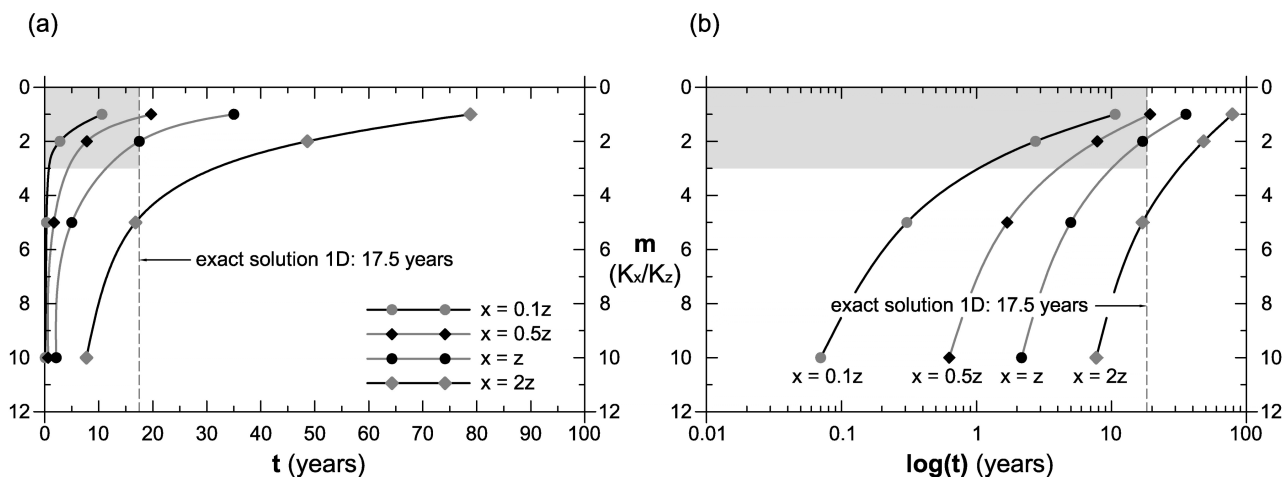 (a)
(b)
0
2
4
6
8
10
12
0
2
4
6
8
10
12
0
10
20
30
40
50
60
70
80
90
100
t (years)
exact solution 1D: 17.5 years
x = 0.1z
x = 0.5z
x = z
x = 2z
m
(Kx/Kz)
0
2
4
6
8
10
12
exact solution 1D: 17.5 years
x = 0.1z
x = 0.5z
x = z
x = 2z
0.01
0.1
1
10
100
log(t) (years)